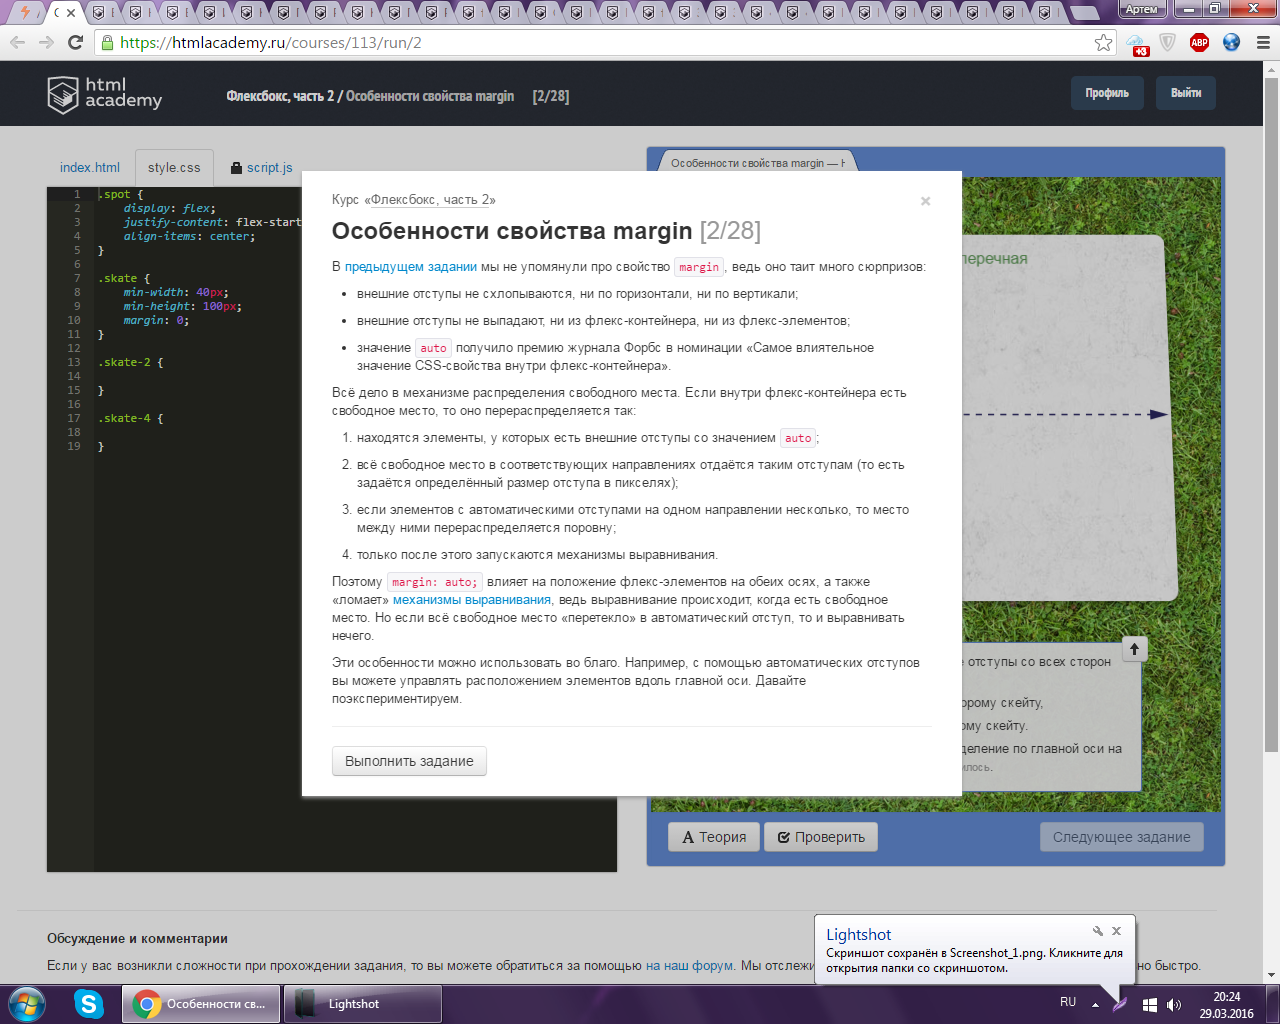 Артем
https://htmlacademy.ru/courses/113/run/2
+3
ABP
html
academy
Флексбокс, часть 2 / Особенности свойства margin [2/28]
Профиль
Выйти
index.html
style.css
script.js
Особенности свойства margin —
1 .spot {
2 display: flex;
3 justify-content: flex-start
4 align-items: center;
5 }
6
7 .skate {
8 min-width: 40px;
9 min-height: 100px;
10 margin: 0;
11 }
12
13 .skate-2 {
14
15 }
16
17 .skate-4 {
18
19 }
Курс «Флексбокс, часть 2»
×
Особенности свойства margin [2/28]
В предыдущем задании мы не упомянули про свойство margin, ведь оно таит много сюрпризов:
• внешние отступы не схлопываются, ни по горизонтали, ни по вертикали;
• внешние отступы не выпадают, ни из флекс-контейнера, ни из флекс-элементов;
• значение auto получило премию журнала Форбс в номинации «Самое влиятельное
значение CSS-свойства внутри флекс-контейнера».
Всё дело в механизме распределения свободного места. Если внутри флекс-контейнера есть
свободное место, то оно перераспределяется так:
1. находятся элементы, у которых есть внешние отступы со значением auto;
2. всё свободное место в соответствующих направлениях отдаётся таким отступам (то есть
задаётся определённый размер отступа в пикселях);
3. если элементов с автоматическими отступами на одном направлении несколько, то место
между ними перераспределяется поровну;
4. только после этого запускаются механизмы выравнивания.
Поэтому margin: auto; влияет на положение флекс-элементов на обеих осях, а также
«ломает» механизмы выравнивания, ведь выравнивание происходит, когда есть свободное
место. Но если всё свободное место «перетекло» в автоматический отступ, то и выравнивать
нечего.
Эти особенности можно использовать во благо. Например, с помощью автоматических отступов
вы можете управлять расположением элементов вдоль главной оси. Давайте
поэкспериментируем.
Выполнить задание
перечная
отступы со всех сторон
орому скейту,
ому скейту.
деление по главной оси на
илось.
Теория
Проверить
Следующее задание
Обсуждение и комментарии
Если у вас возникли сложности при прохождении задания, то вы можете обратиться за помощью на наш форум. Мы отслежи
но быстро.
Lightshot
Скриншот сохранён в Screenshot_1.png. Кликните для
открытия папки со скриншотом.
Особенности св...
Lightshot
RU
20:24
29.03.2016